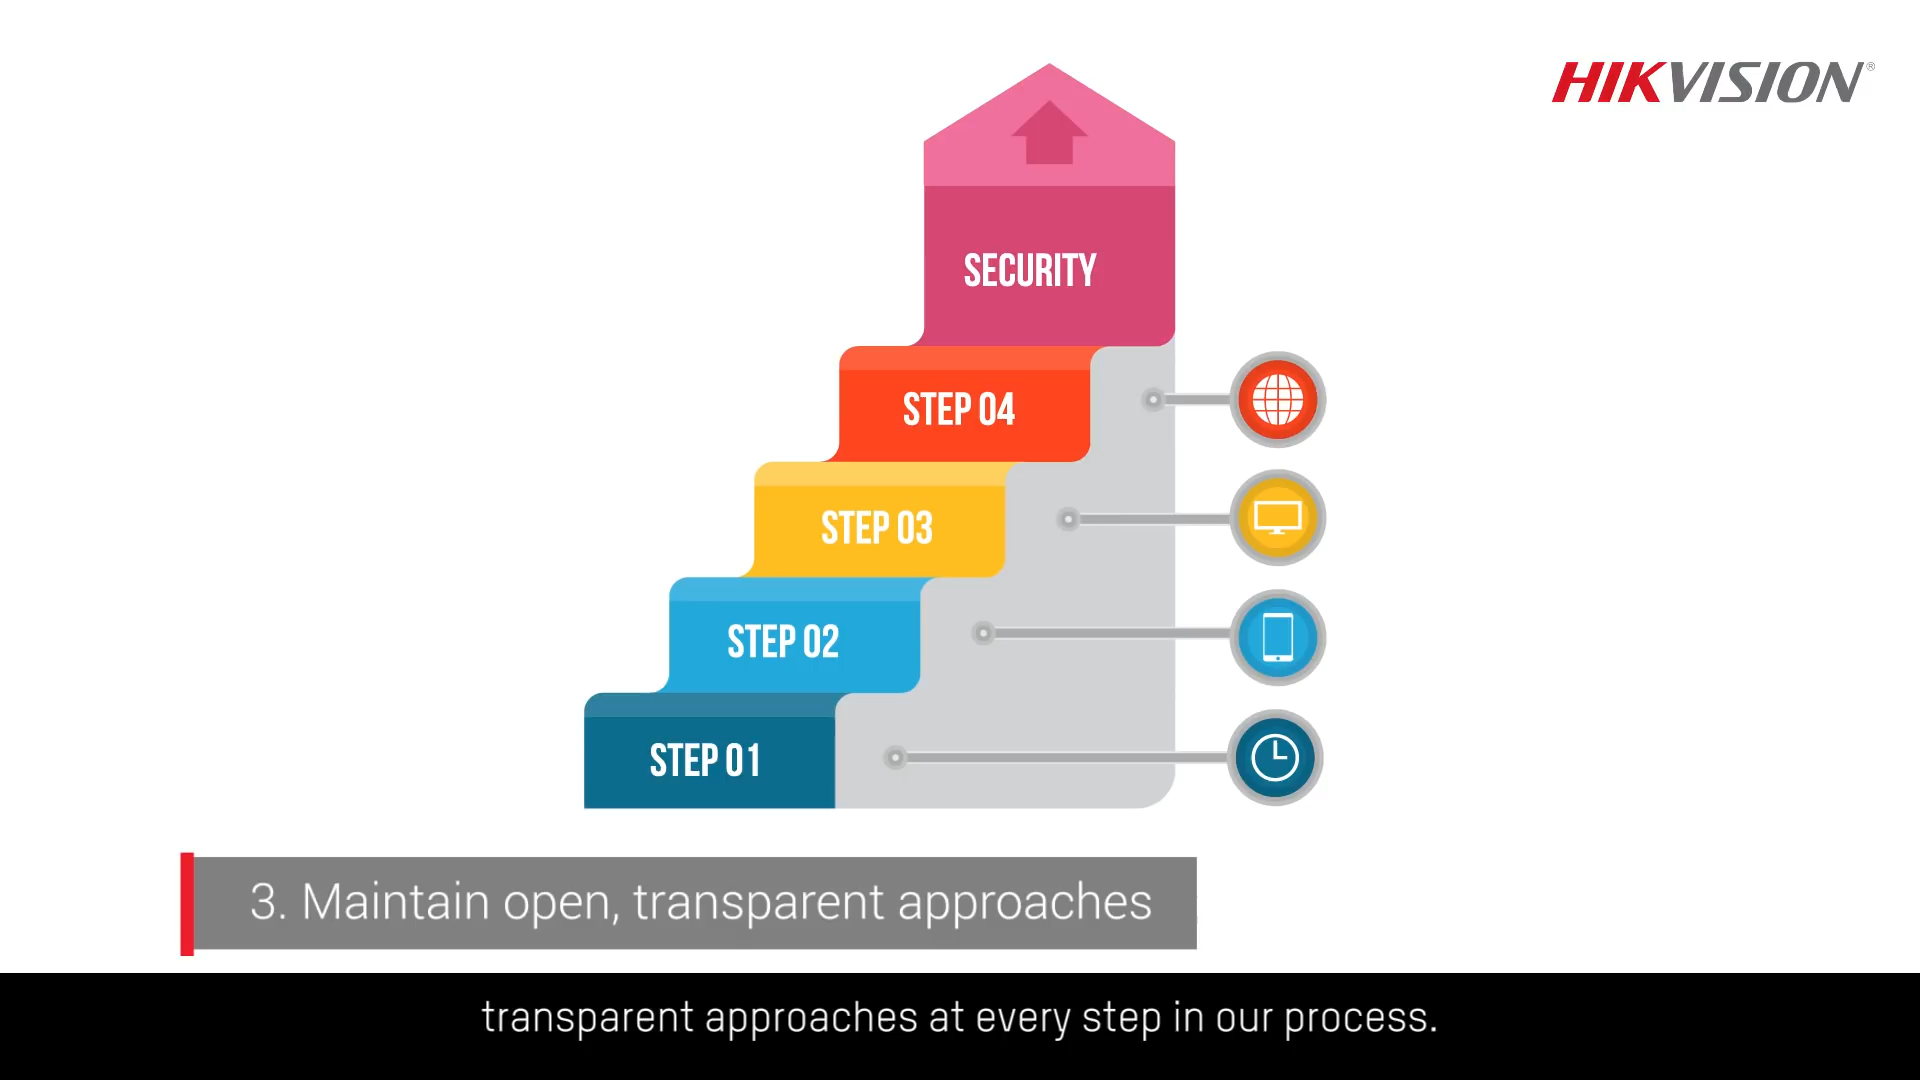 HIKVISION®
SECURITY
STEP 04
STEP 03
STEP 02
STEP 01
3. Maintain open, transparent approaches
transparent approaches at every step in our process.